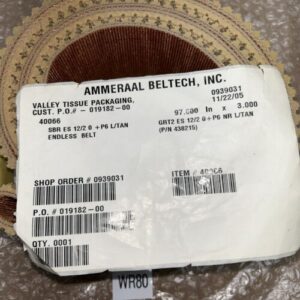 AMMERAAL BELTECH, INC.
VALLEY TISSUE PACKAGING, 0939031
CUST. P.O.# - 019182-00 11/22/05
40066 97.000 In x 3.000
SBR ES 12/2 0 +P6 L/TAN GRT2 ES 12/2 0 +P6 NR L/TAN
ENDLESS BELT (P/N 438215)
SHOP ORDER # 0939031 ITEM # 40066
P.O. # 019182-00
QTY. 0001
WR80